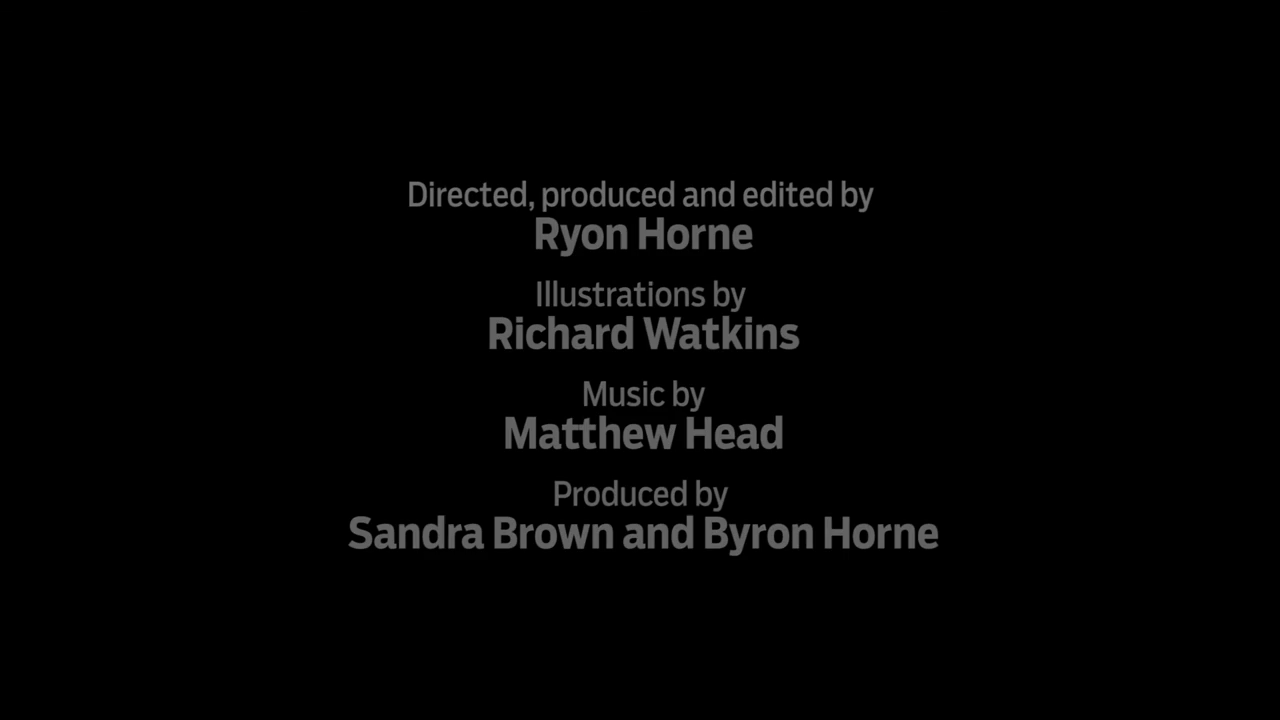 Directed, produced and edited by
Ryon Horne
Illustrations by
Richard Watkins
Music by
Matthew Head
Produced by
Sandra Brown and Byron Horne